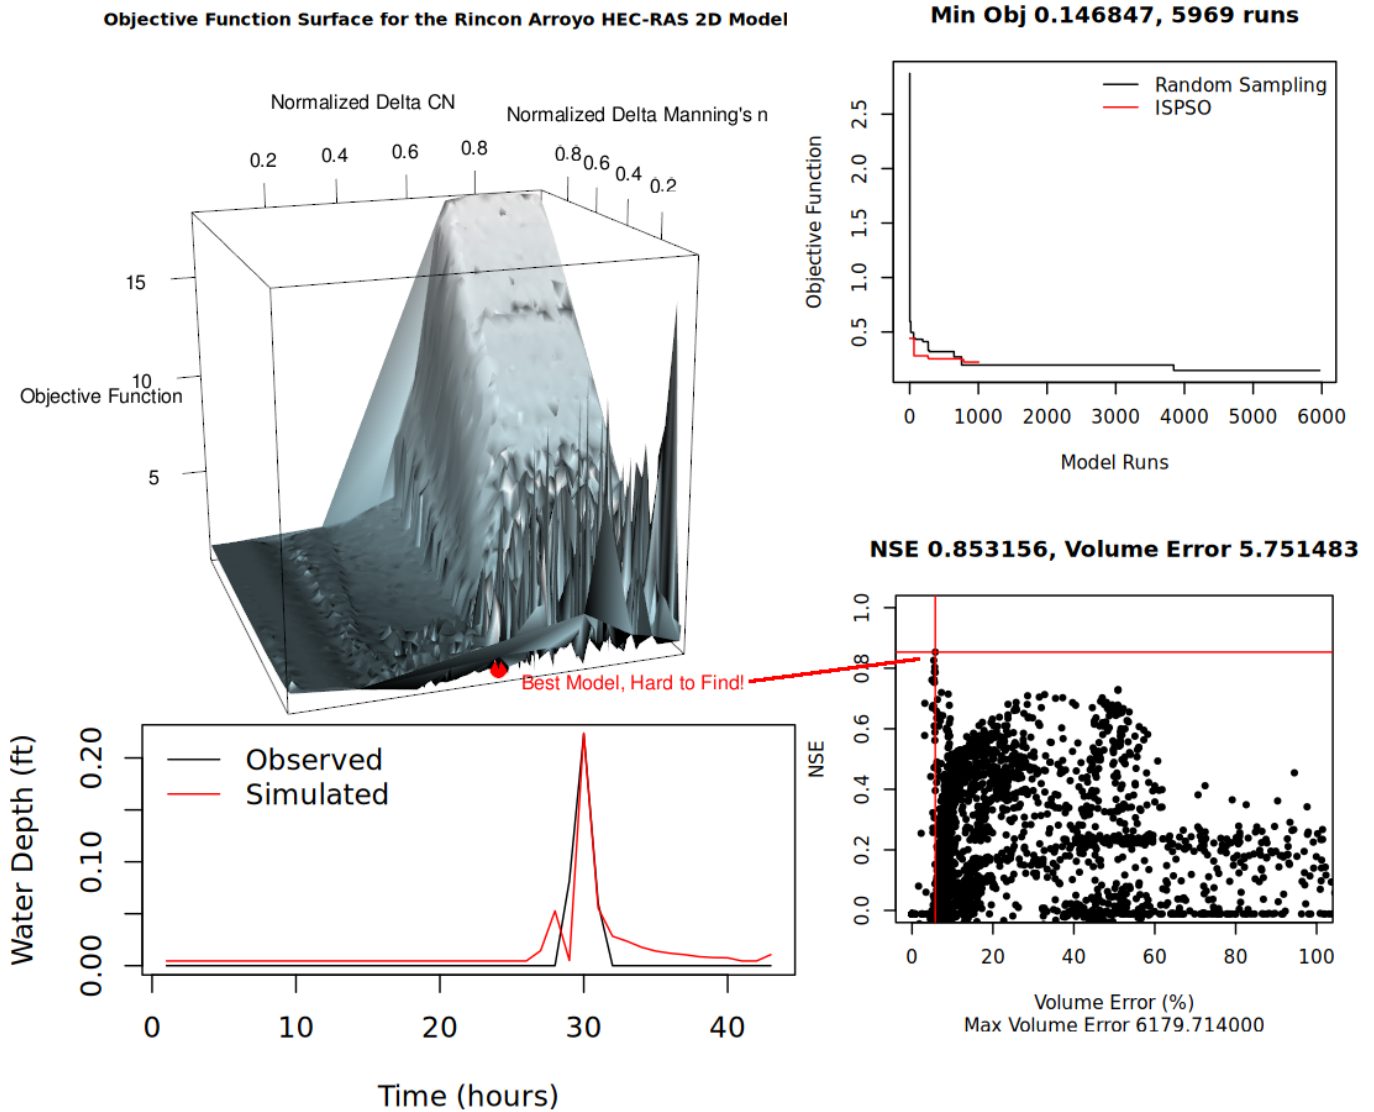 Objective Function Surface for the Rincon Arroyo HEC-RAS 2D Model
Normalized Delta CN
Normalized Delta Manning's n
0.2 0.4 0.6 0.8
0.8 0.6 0.4 0.2
15
10
5
Objective Function
Best Model, Hard to Find!
Min Obj 0.146847, 5969 runs
Random Sampling
ISPSO
Objective Function
2.5
2.0
1.5
1.0
0.5
0 1000 2000 3000 4000 5000 6000
Model Runs
Observed
Simulated
Water Depth (ft)
0.20
0.10
0.00
0 10 20 30 40
Time (hours)
NSE 0.853156, Volume Error 5.751483
NSE
1.0
0.8
0.6
0.4
0.2
0.0
0 20 40 60 80 100
Volume Error (%)
Max Volume Error 6179.714000